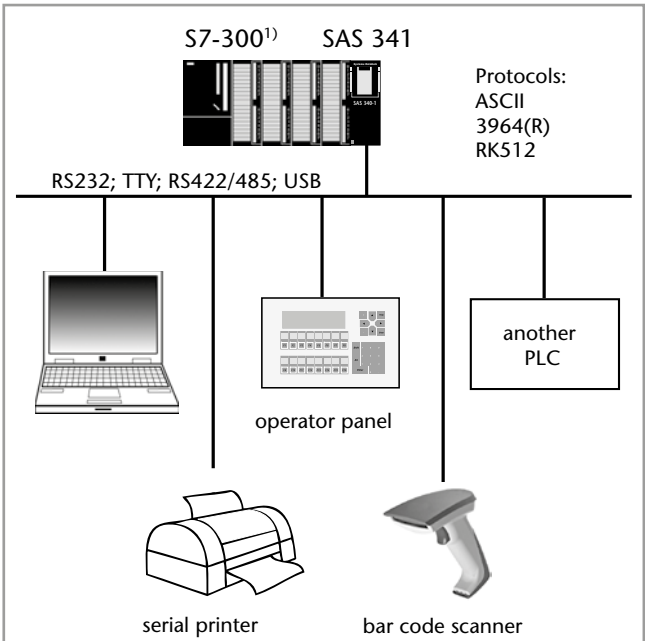 S7-300¹⁾ SAS 341
Protocols:
ASCII
3964(R)
RK512
SAS 340-1
RS232; TTY; RS422/485; USB
another
PLC
operator panel
serial printer
bar code scanner